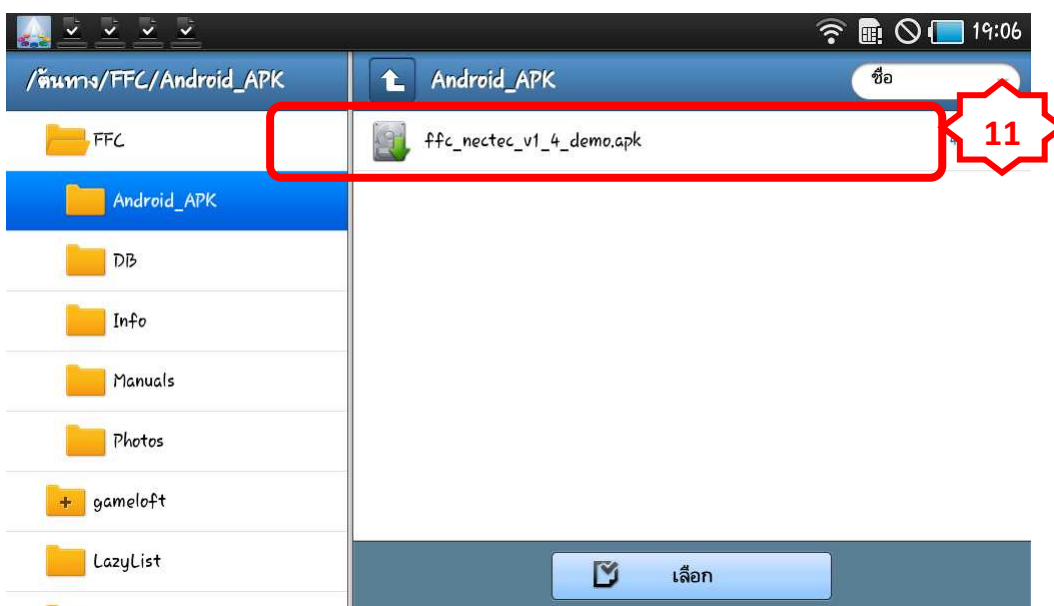 19:06
/ต้นทาง/FFC/Android_APK
Android_APK
ชื่อ
FFC
ffc_nectec_v1_4_demo.apk
11
Android_APK
DB
Info
Manuals
Photos
gameloft
LazyList
เลือก